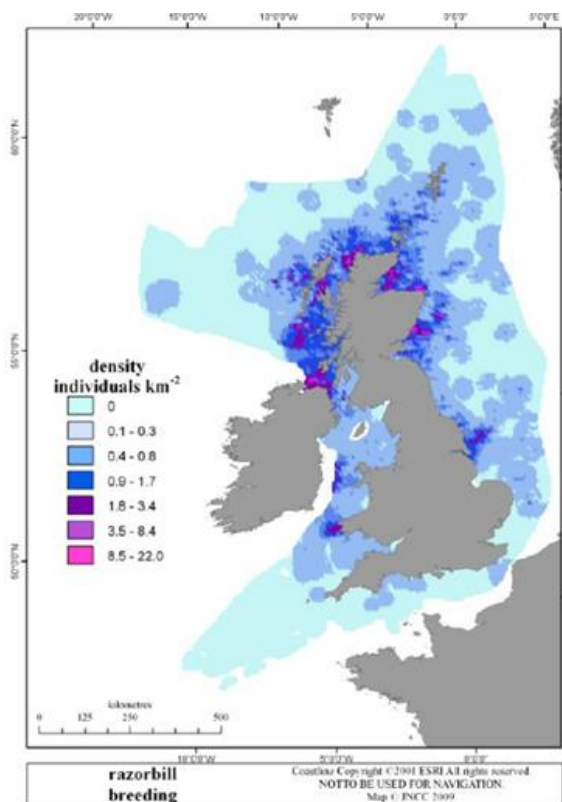 20°0'0"W 15°0'0"W 10°0'0"W 5°0'0"W 0°0'0" 5°0'0"E
60°0'0"N
55°0'0"N
50°0'0"N
density
individuals km⁻²
0
0.1 - 0.3
0.4 - 0.8
0.9 - 1.7
1.8 - 3.4
3.5 - 8.4
8.5 - 22.0
kilometres
0 125 250 500
10°0'0"W 5°0'0"W 0°0'0"
razorbill
breeding
Coastline Copyright ©2001 ESRI All rights reserved
NOT TO BE USED FOR NAVIGATION.
Map © JNCC 2009